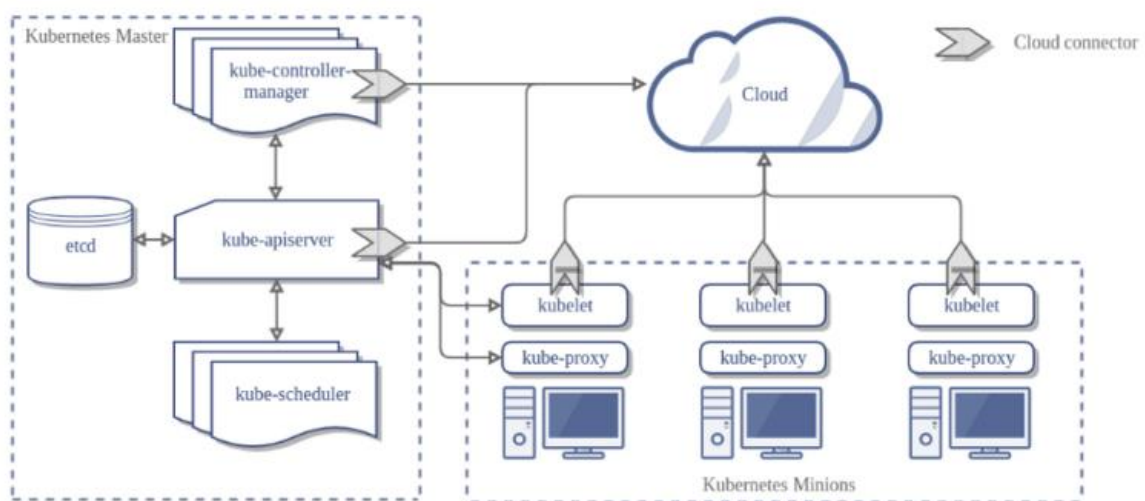 Kubernetes Master
kube-controller-
manager
Cloud
Cloud connector
etcd
kube-apiserver
kubelet
kubelet
kubelet
kube-proxy
kube-proxy
kube-proxy
kube-scheduler
Kubernetes Minions